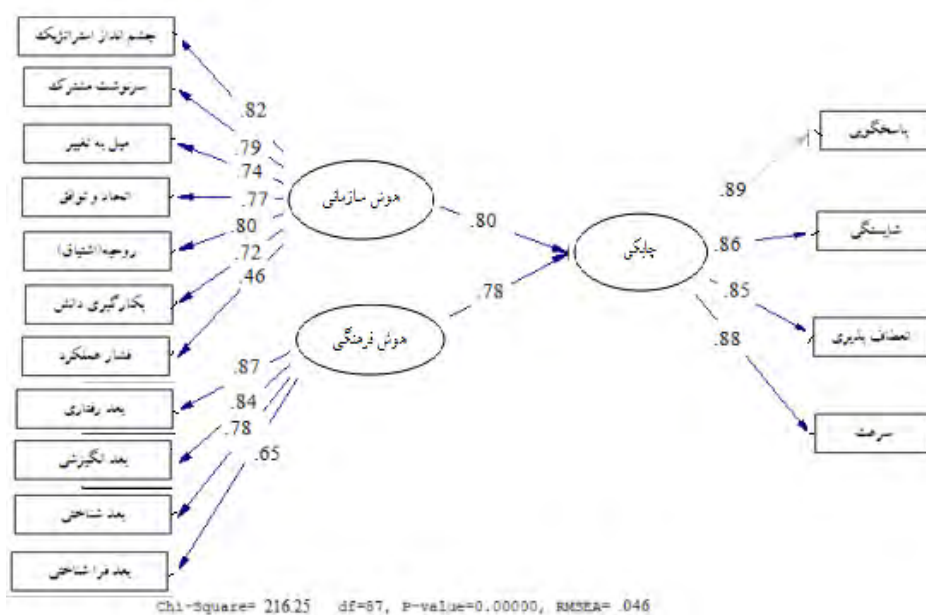 چشم انداز استراتژیک
سرنوشت مشترک
میل به تغییر
اتحاد و توافق
روحیه(اشتیاق)
بکارگیری دانش
فشار عملکرد
بعد رفتاری
بعد انگیزشی
بعد شناختی
بعد فرا شناختی
.82
.79
.74
.77
.80
.72
.46
.87
.84
.78
.65
هوش سازمانی
هوش فرهنگی
.80
.78
چابکی
.89
.86
.85
.88
پاسخگویی
شایستگی
انعطاف پذیری
سرعت
Chi-Square= 216.25 df=87, P-value=0.00000, RMSEA= .046